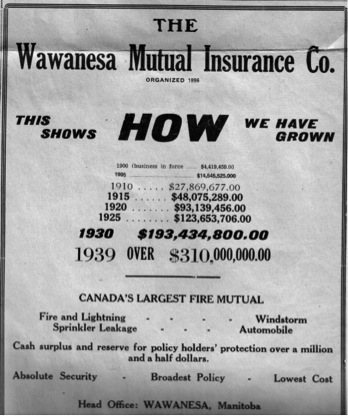 THE
Wawanesa Mutual Insurance Co.
ORGANIZED 1896
THIS SHOWS HOW WE HAVE GROWN
1900 (business in force .... $4,419,459.00
1905 .............. $14,545,525.000
1910 ..... $27,869,677.00
1915 ...... $48,075,289.00
1920 ....... $93,139,456.00
1925 ........ $123,653,706.00
1930 $193,434,800.00
1939 OVER $310,000,000.00
CANADA'S LARGEST FIRE MUTUAL
Fire and Lightning - - - - Windstorm
Sprinkler Leakage - - - Automobile
Cash surplus and reserve for policy holders' protection over a million
and a half dollars.
Absolute Security - Broadest Policy - Lowest Cost
Head Office: WAWANESA, Manitoba